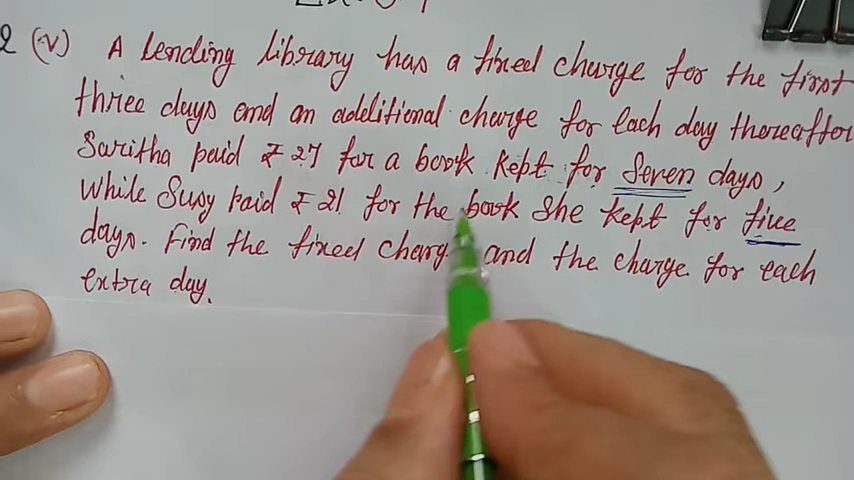 2 (v) A lending library has a fixed charge for the first
three days and an additional charge for each day thereafter
Saritha paid ₹ 27 for a book kept for Seven days,
while Susy paid ₹ 21 for the book She kept for five
days. Find the fixed charge and the charge for each
extra day.